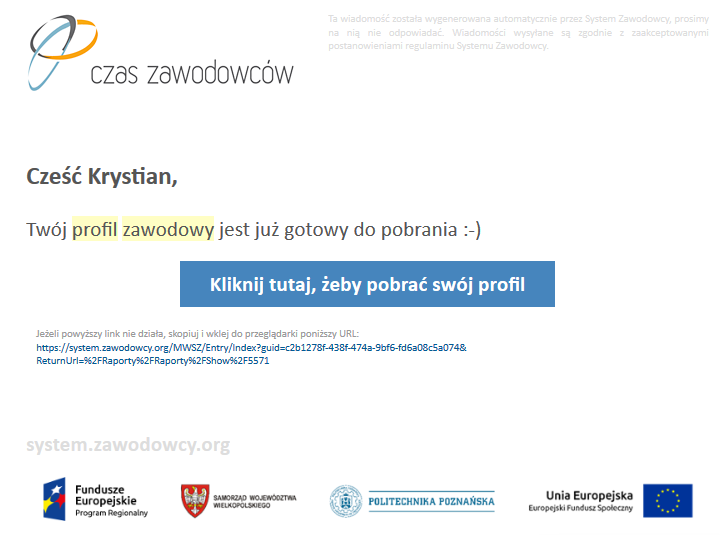 Ta wiadomość została wygenerowana automatycznie przez System Zawodowcy, prosimy
na nią nie odpowiadać. Wiadomości wysyłane są zgodnie z zaakceptowanymi
postanowieniami regulaminu Systemu Zawodowcy.
czas zawodowców
Cześć Krystian,
Twój profil zawodowy jest już gotowy do pobrania :-)
Kliknij tutaj, żeby pobrać swój profil
Jeżeli powyższy link nie działa, skopiuj i wklej do przeglądarki poniższy URL:
https://system.zawodowcy.org/MWSZ/Entry/Index?guid=c2b1278f-438f-474a-9bf6-fd6a08c5a074&
ReturnUrl=%2FRaporty%2FRaporty%2FShow%2F5571
system.zawodowcy.org
Fundusze
Europejskie
Program Regionalny
SAMORZĄD WOJEWÓDZTWA
WIELKOPOLSKIEGO
POLITECHNIKA POZNAŃSKA
Unia Europejska
Europejski Fundusz Społeczny